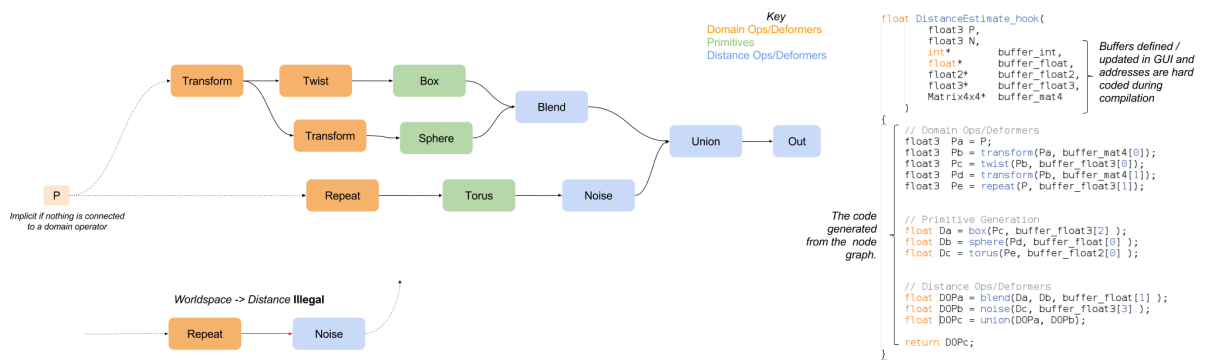 Key
Domain Ops/Deformers
Primitives
Distance Ops/Deformers
Transform
Twist
Box
Blend
Transform
Sphere
Union
Out
P
Implicit if nothing is connected
to a domain operator
Repeat
Torus
Noise
Worldspace -> Distance Illegal
Repeat
Noise
float DistanceEstimate_hook(
float3 P,
float3 N,
int* buffer_int,
float* buffer_float,
float2* buffer_float2,
float3* buffer_float3,
Matrix4x4* buffer_mat4
)
Buffers defined /
updated in GUI and
addresses are hard
coded during
compilation
{
// Domain Ops/Deformers
float3 Pa = P;
float3 Pb = transform(Pa, buffer_mat4[0]);
float3 Pc = twist(Pb, buffer_float3[0]);
float3 Pd = transform(Pb, buffer_mat4[1]);
float3 Pe = repeat(P, buffer_float3[1]);
The code
generated
from the node
graph.
// Primitive Generation
float Da = box(Pc, buffer_float3[2] );
float Db = sphere(Pd, buffer_float[0] );
float Dc = torus(Pe, buffer_float2[0] );
// Distance Ops/Deformers
float DOPa = blend(Da, Db, buffer_float[1] );
float DOPb = noise(Dc, buffer_float3[3] );
float DOPc = union(DOPa, DOPb);
return DOPc;
}